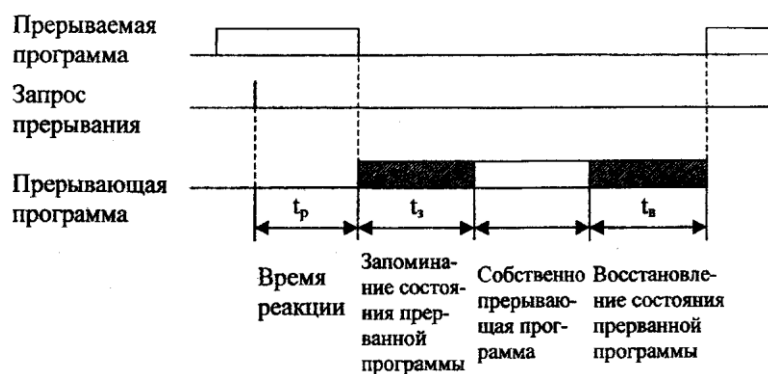 Прерываемая
программа
Запрос
прерывания
Прерывающая
программа
tр
tз
tв
Время
реакции
Запомина-
ние состоя-
ния прер-
ванной
программы
Собственно
прерываю-
щая прог-
рамма
Восстановле-
ние состояния
прерванной
программы